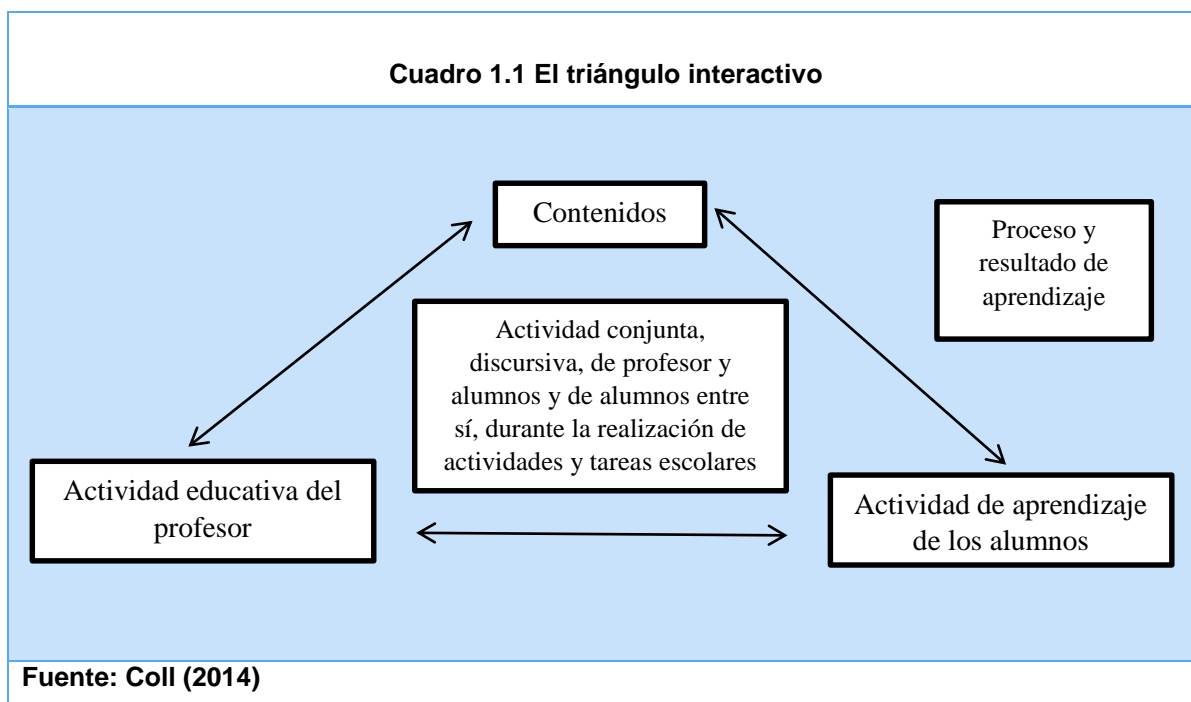 Cuadro 1.1 El triángulo interactivo
Contenidos
Proceso y
resultado de
aprendizaje
Actividad conjunta,
discursiva, de profesor y
alumnos y de alumnos entre
sí, durante la realización de
actividades y tareas escolares
Actividad educativa del
profesor
Actividad de aprendizaje
de los alumnos
Fuente: Coll (2014)